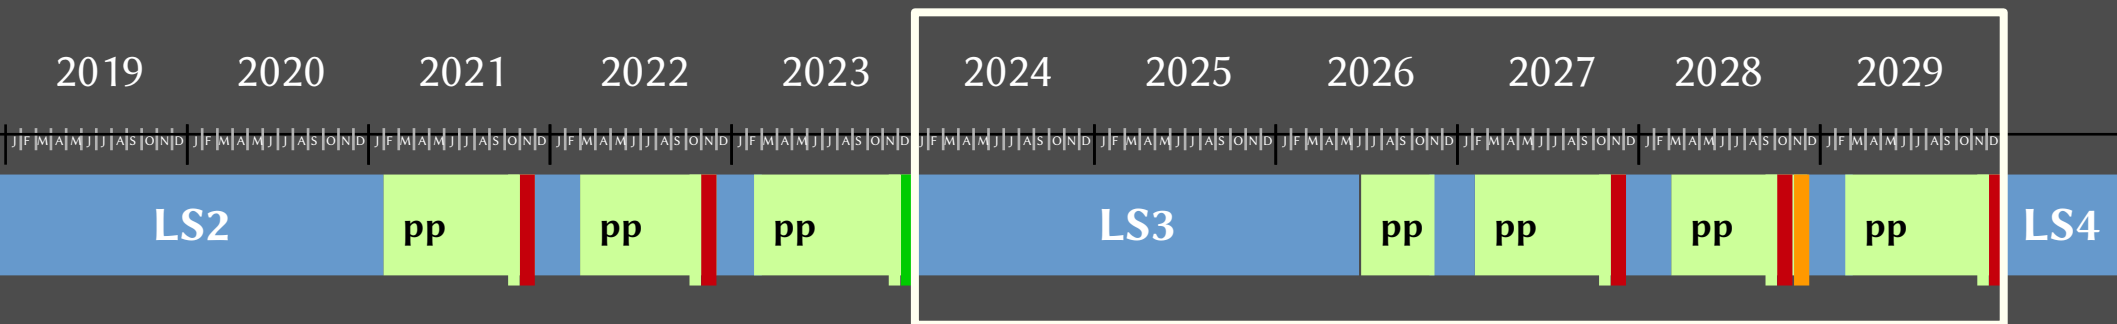 2019 2020 2021 2022 2023 2024 2025 2026 2027 2028 2029
J F M A M J J A S O N D J F M A M J J A S O N D J F M A M J J A S O N D J F M A M J J A S O N D J F M A M J J A S O N D J F M A M J J A S O N D J F M A M J J A S O N D J F M A M J J A S O N D J F M A M J J A S O N D J F M A M J J A S O N D J F M A M J J A S O N D
LS2 pp pp pp LS3 pp pp pp pp LS4